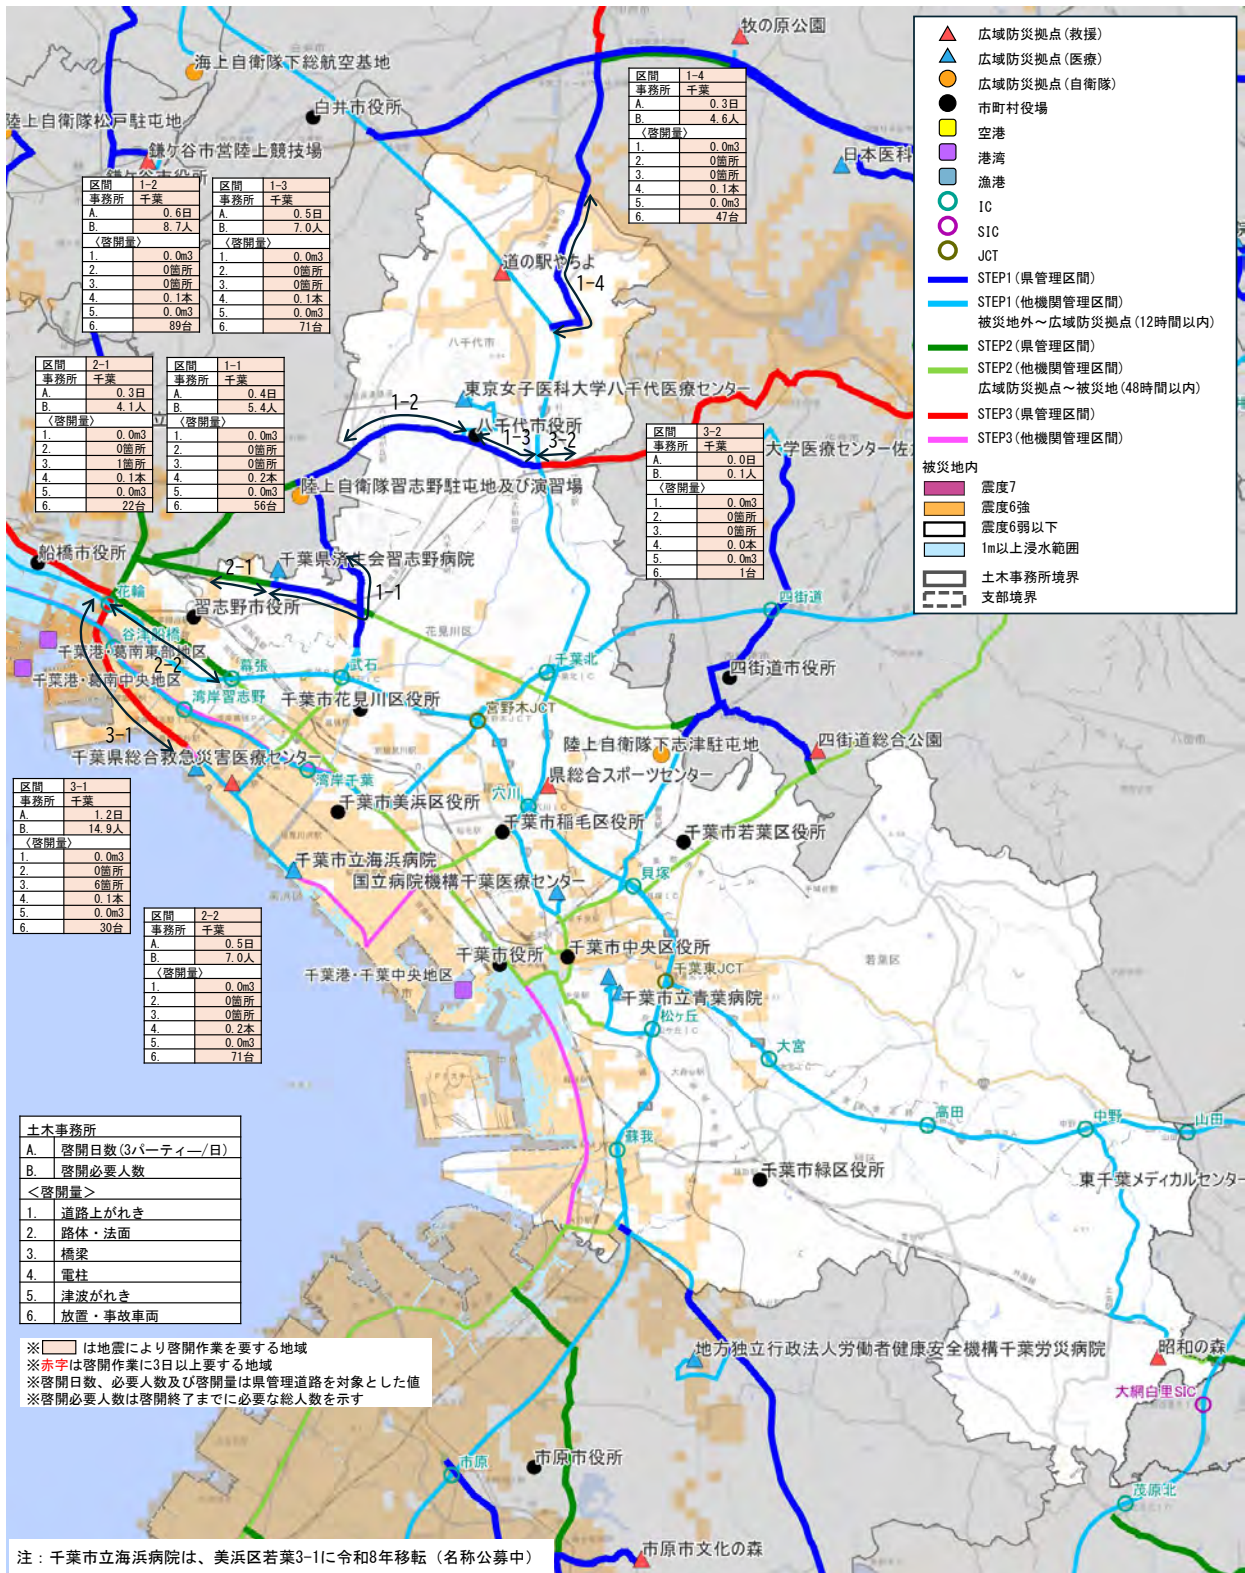 牧の原公園
海上自衛隊下総航空基地
白井市役所
陸上自衛隊松戸駐屯地
鎌ケ谷市営陸上競技場
鎌ケ谷市役所
日本医科
広域防災拠点(救援)
広域防災拠点(医療)
広域防災拠点(自衛隊)
市町村役場
空港
港湾
漁港
IC
SIC
JCT
STEP1(県管理区間)
STEP1(他機関管理区間)
被災地外～広域防災拠点(12時間以内)
STEP2(県管理区間)
STEP2(他機関管理区間)
広域防災拠点～被災地(48時間以内)
STEP3(県管理区間)
STEP3(他機関管理区間)
被災地内
震度7
震度6強
震度6弱以下
1m以上浸水範囲
土木事務所境界
支部境界
区間 1-4
事務所 千葉
A. 0.3日
B. 4.6人
〈啓開量〉
1. 0.0m3
2. 0箇所
3. 0箇所
4. 0.1本
5. 0.0m3
6. 47台
区間 1-2
事務所 千葉
A. 0.6日
B. 8.7人
〈啓開量〉
1. 0.0m3
2. 0箇所
3. 0箇所
4. 0.1本
5. 0.0m3
6. 89台
区間 1-3
事務所 千葉
A. 0.5日
B. 7.0人
〈啓開量〉
1. 0.0m3
2. 0箇所
3. 0箇所
4. 0.1本
5. 0.0m3
6. 71台
道の駅やちよ
1-4
八千代市
区間 2-1
事務所 千葉
A. 0.3日
B. 4.1人
〈啓開量〉
1. 0.0m3
2. 0箇所
3. 1箇所
4. 0.1本
5. 0.0m3
6. 22台
区間 1-1
事務所 千葉
A. 0.4日
B. 5.4人
〈啓開量〉
1. 0.0m3
2. 0箇所
3. 0箇所
4. 0.2本
5. 0.0m3
6. 56台
東京女子医科大学八千代医療センター
1-2
八千代市役所
1-3
3-2
区間 3-2
事務所 千葉
A. 0.0日
B. 0.1人
〈啓開量〉
1. 0.0m3
2. 0箇所
3. 0箇所
4. 0.0本
5. 0.0m3
6. 1台
大学医療センター佐
陸上自衛隊習志野駐屯地及び演習場
船橋市役所
千葉県済生会習志野病院
2-1
1-1
花輪
習志野市役所
花見川区
四街道
谷津船橋
千葉港・葛南東部地区
2-2
幕張
武石
千葉北
四街道市役所
千葉港・葛南中央地区
湾岸習志野
千葉市花見川区役所
宮野木JCT
3-1
陸上自衛隊下志津駐屯地
四街道総合公園
千葉県総合救急災害医療センター
湾岸千葉
県総合スポーツセンター
区間 3-1
事務所 千葉
A. 1.2日
B. 14.9人
〈啓開量〉
1. 0.0m3
2. 0箇所
3. 6箇所
4. 0.1本
5. 0.0m3
6. 30台
千葉市美浜区役所
穴川
千葉市稲毛区役所
千葉市若葉区役所
千葉市立海浜病院
国立病院機構千葉医療センター
貝塚
区間 2-2
事務所 千葉
A. 0.5日
B. 7.0人
〈啓開量〉
1. 0.0m3
2. 0箇所
3. 0箇所
4. 0.2本
5. 0.0m3
6. 71台
千葉市役所
千葉市中央区役所
若葉区
千葉港・千葉中央地区
千葉東JCT
千葉市立青葉病院
松ヶ丘
大宮
高田
中野
山田
蘇我
千葉市緑区役所
東千葉メディカルセンター
土木事務所
A. 啓開日数(3パーティー/日)
B. 啓開必要人数
＜啓開量＞
1. 道路上がれき
2. 路体・法面
3. 橋梁
4. 電柱
5. 津波がれき
6. 放置・事故車両
※ は地震により啓開作業を要する地域
※赤字は啓開作業に3日以上要する地域
※啓開日数、必要人数及び啓開量は県管理道路を対象とした値
※啓開必要人数は啓開終了までに必要な総人数を示す
地方独立行政法人労働者健康安全機構千葉労災病院
昭和の森
大網白里SIC
市原
市原市役所
茂原北
市原市文化の森
注：千葉市立海浜病院は、美浜区若葉3-1に令和8年移転（名称公募中）